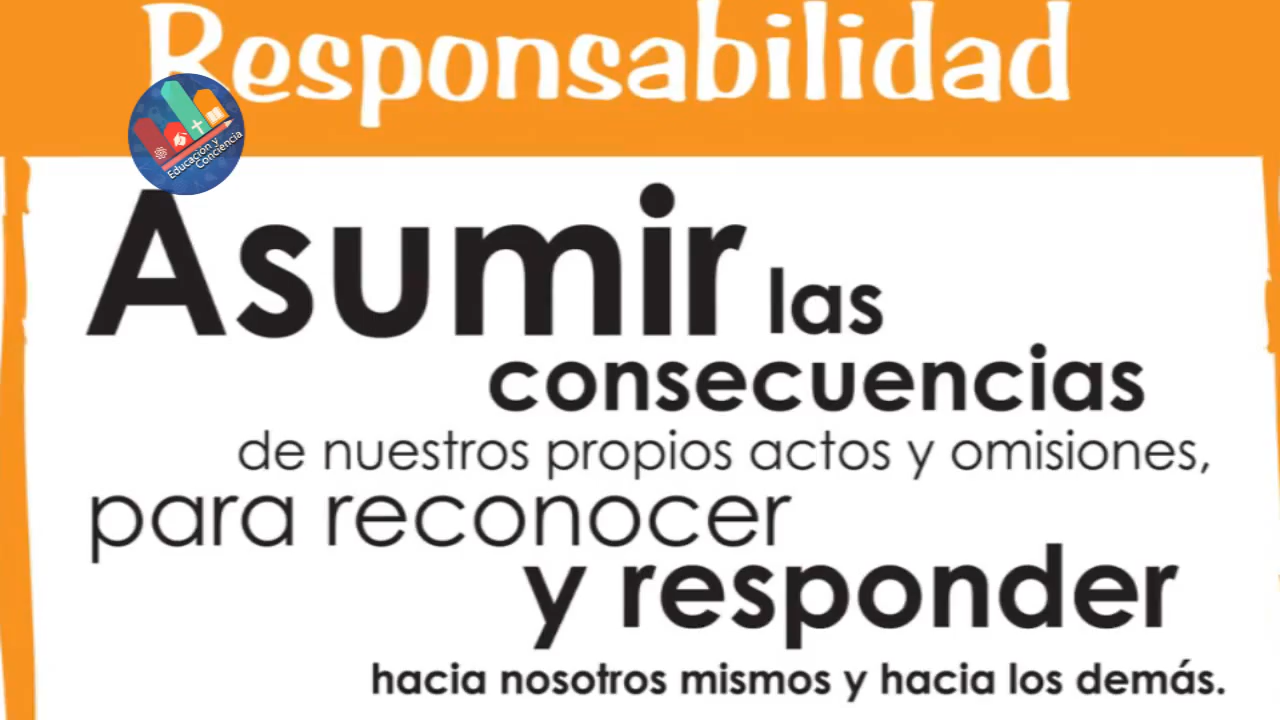 Responsabilidad
Educación y
Conciencia
Asumir las
consecuencias
de nuestros propios actos y omisiones,
para reconocer
y responder
hacia nosotros mismos y hacia los demás.